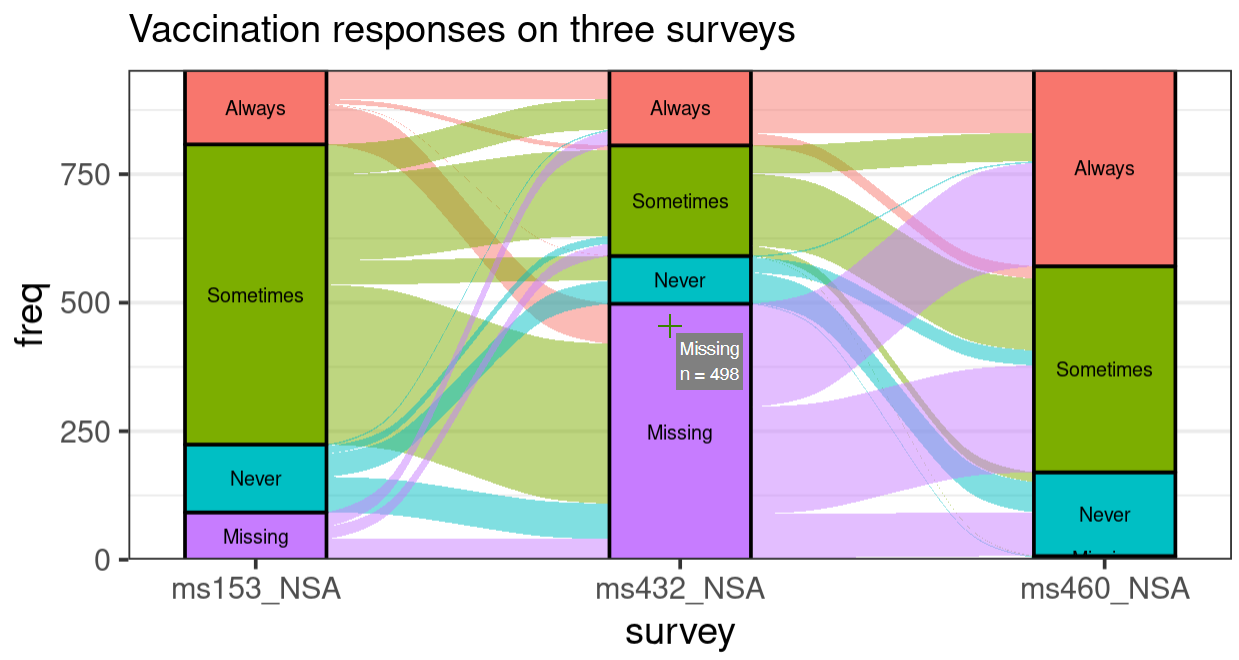 Vaccination responses on three surveys
freq
750
500
250
0
Always
Sometimes
Never
Missing
Always
Sometimes
Never
Missing
n = 498
Missing
Always
Sometimes
Never
ms153_NSA
ms432_NSA
ms460_NSA
survey